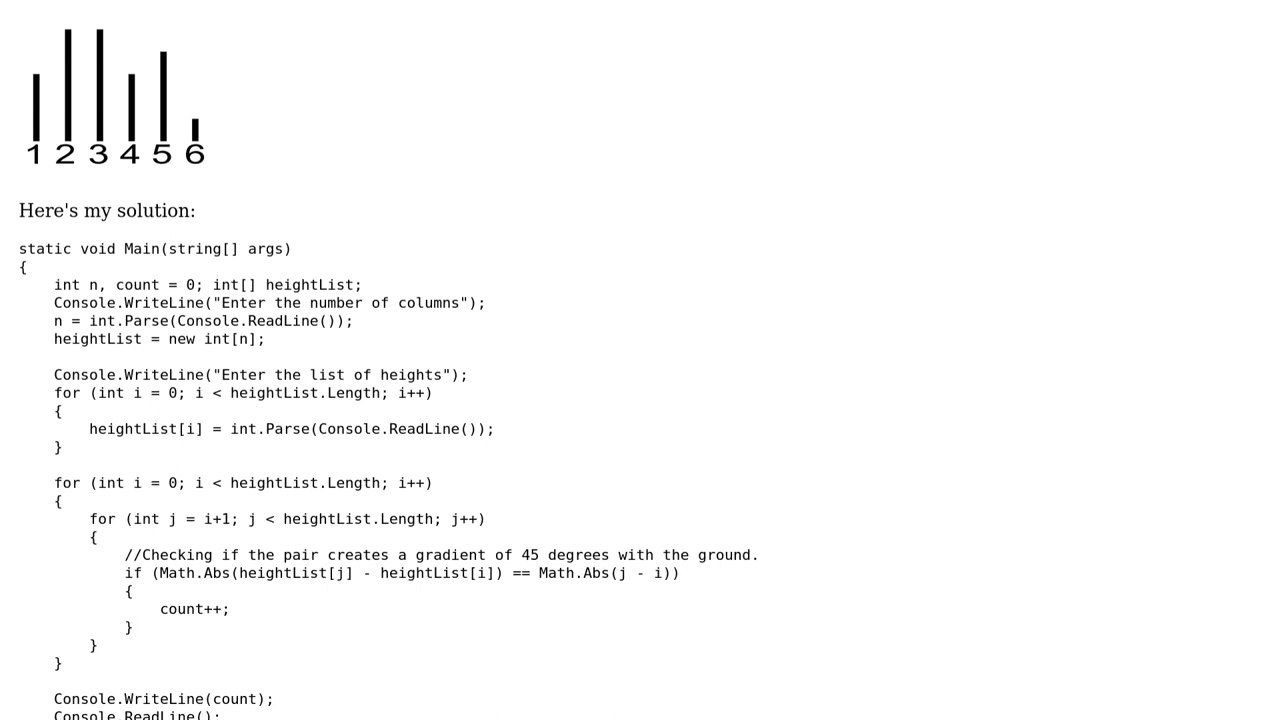 1 2 3 4 5 6
Here's my solution:
static void Main(string[] args)
{
    int n, count = 0; int[] heightList;
    Console.WriteLine("Enter the number of columns");
    n = int.Parse(Console.ReadLine());
    heightList = new int[n];

    Console.WriteLine("Enter the list of heights");
    for (int i = 0; i < heightList.Length; i++)
    {
        heightList[i] = int.Parse(Console.ReadLine());
    }

    for (int i = 0; i < heightList.Length; i++)
    {
        for (int j = i+1; j < heightList.Length; j++)
        {
            //Checking if the pair creates a gradient of 45 degrees with the ground.
            if (Math.Abs(heightList[j] - heightList[i]) == Math.Abs(j - i))
            {
                count++;
            }
        }
    }

    Console.WriteLine(count);
    Console.ReadLine();